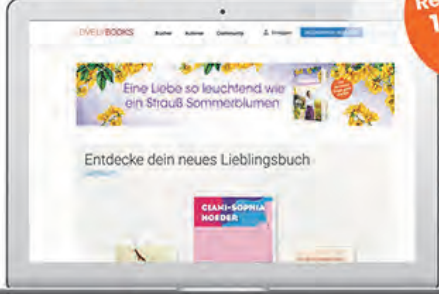 LOVELYBOOKS Bücher Autoren Community Einloggen
Eine Liebe so leuchtend wie
ein Strauß Sommerblumen
Entdecke dein neues Lieblingsbuch
CIANI-SOPHIA
HOEDER